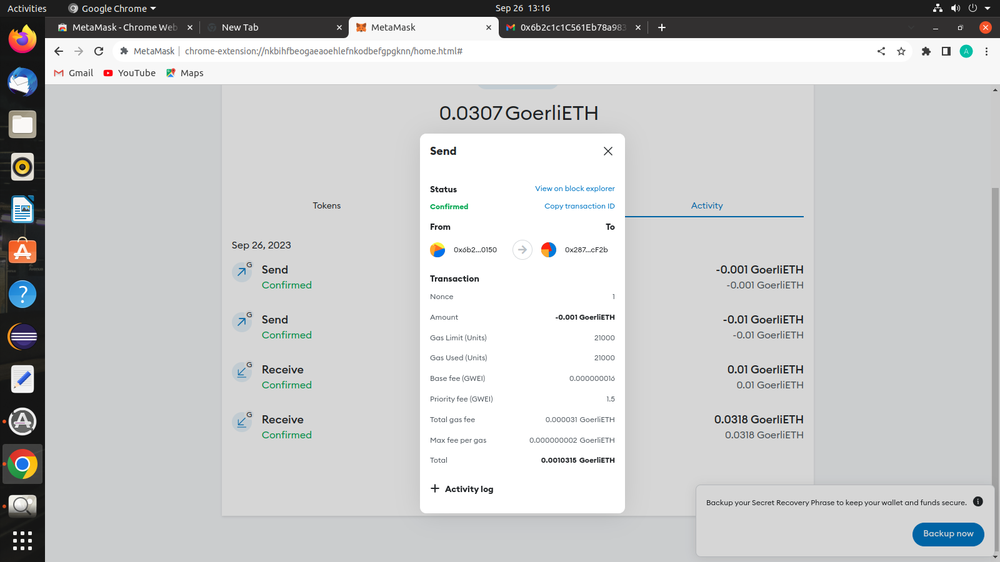 Activities
Google Chrome
Sep 26 13:16
MetaMask - Chrome Web
New Tab
MetaMask
0x6b2c1c1C561Eb78a983
MetaMask
chrome-extension://nkbihfbeogaeaoehlefnkodbefgpgknn/home.html#
A
Gmail
YouTube
Maps
0.0307 GoerliETH
Send
Status
View on block explorer
Confirmed
Copy transaction ID
From
To
0x6b2...0150
0x287...cF2b
Transaction
Nonce
1
Amount
-0.001 GoerliETH
Gas Limit (Units)
21000
Gas Used (Units)
21000
Base fee (GWEI)
0.000000016
Priority fee (GWEI)
1.5
Total gas fee
0.000031 GoerliETH
Max fee per gas
0.000000002 GoerliETH
Total
0.0010315 GoerliETH
Activity log
Tokens
Activity
Sep 26, 2023
G
Send
-0.001 GoerliETH
Confirmed
-0.001 GoerliETH
G
Send
-0.01 GoerliETH
Confirmed
-0.01 GoerliETH
G
Receive
0.01 GoerliETH
Confirmed
0.01 GoerliETH
G
Receive
0.0318 GoerliETH
Confirmed
0.0318 GoerliETH
Backup your Secret Recovery Phrase to keep your wallet and funds secure.
Backup now